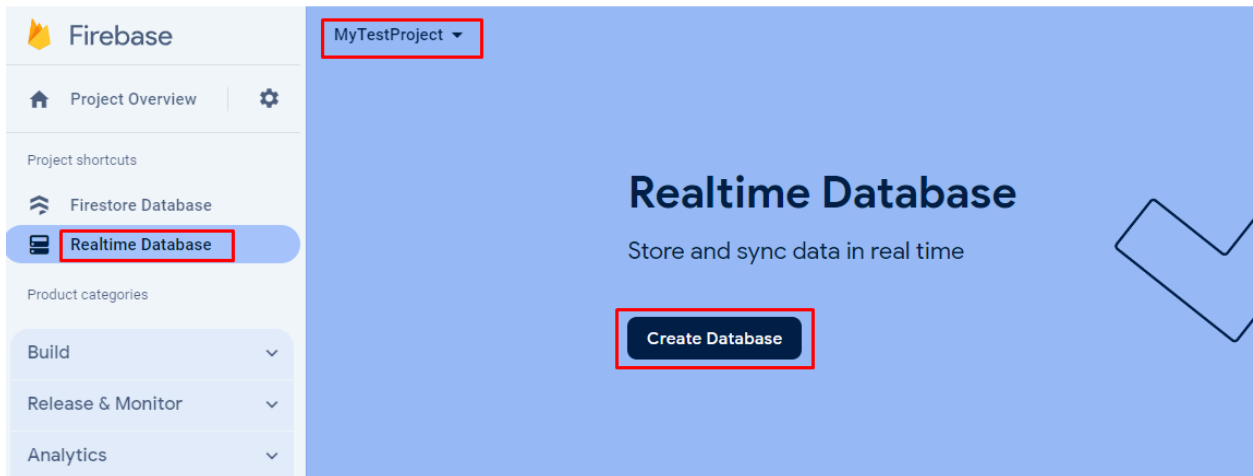 Firebase
Project Overview
Project shortcuts
Firestore Database
Realtime Database
Product categories
Build
Release & Monitor
Analytics
MyTestProject
Realtime Database
Store and sync data in real time
Create Database